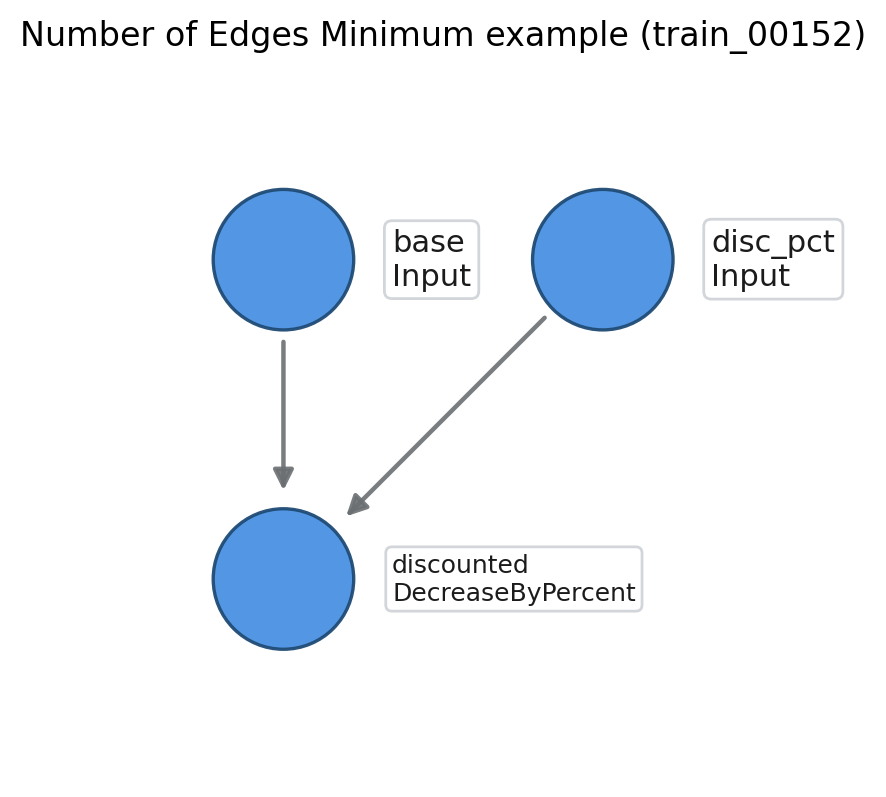 Number of Edges Minimum example (train_00152)
base
Input
disc_pct
Input
discounted
DecreaseByPercent